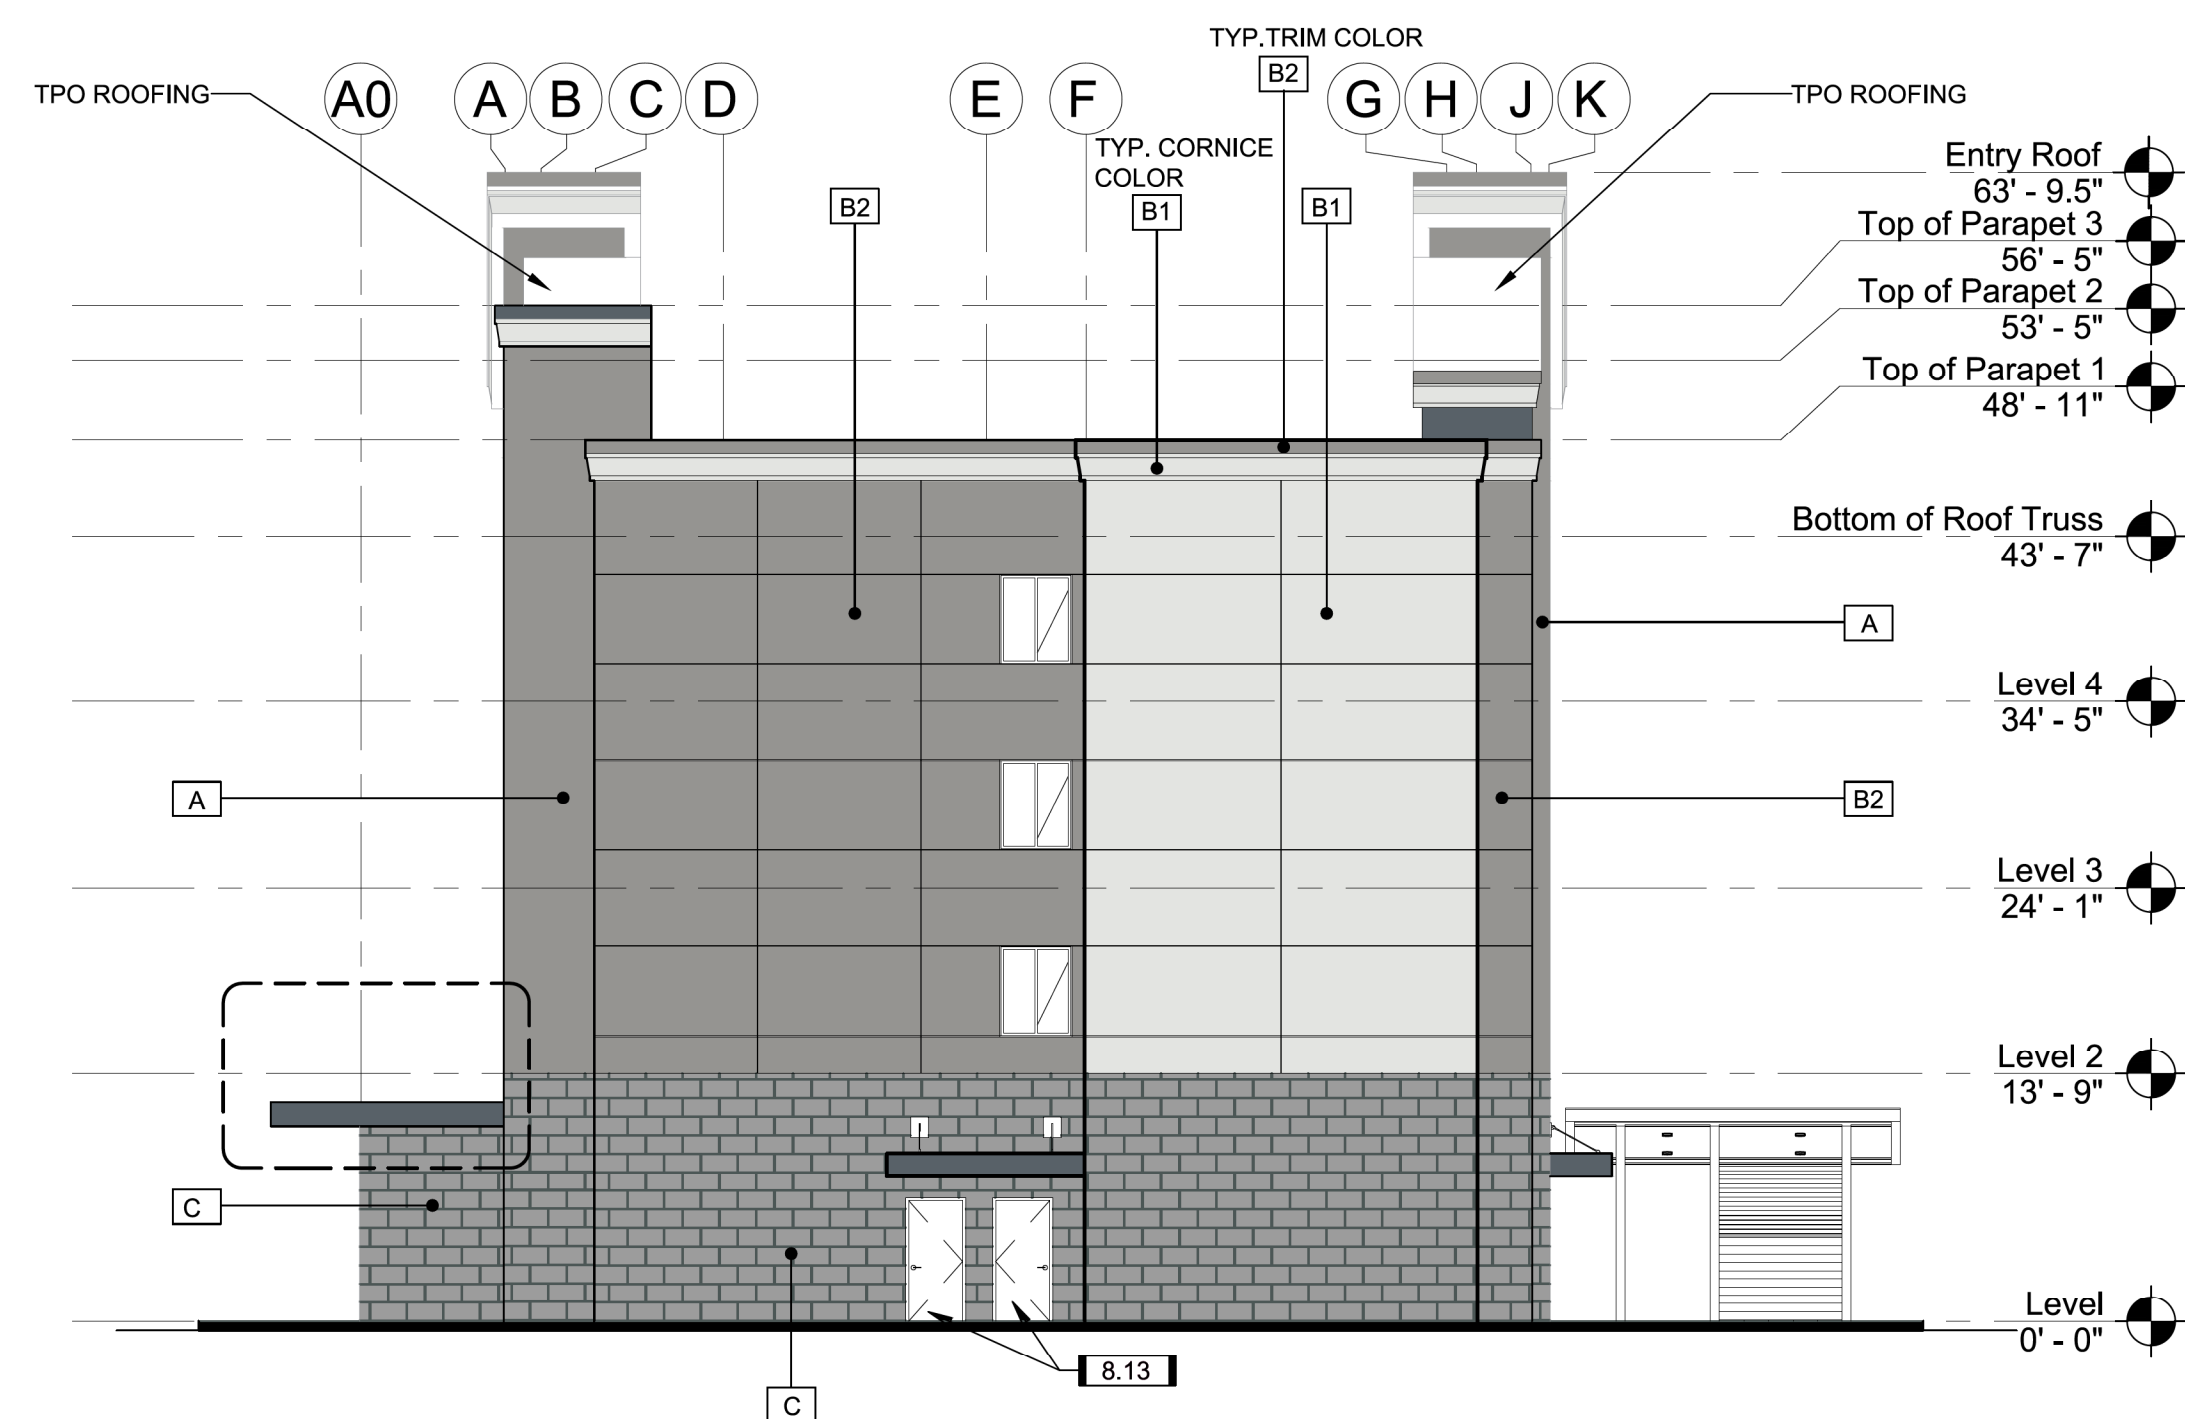 TYP.TRIM COLOR
B2
TPO ROOFING
A0
A
B
C
D
E
F
G
H
J
K
TPO ROOFING
TYP. CORNICE
COLOR
B1
B2
B1
Entry Roof
63' - 9.5"
Top of Parapet 3
56' - 5"
Top of Parapet 2
53' - 5"
Top of Parapet 1
48' - 11"
Bottom of Roof Truss
43' - 7"
A
Level 4
34' - 5"
A
B2
Level 3
24' - 1"
Level 2
13' - 9"
C
Level
0' - 0"
8.13
C